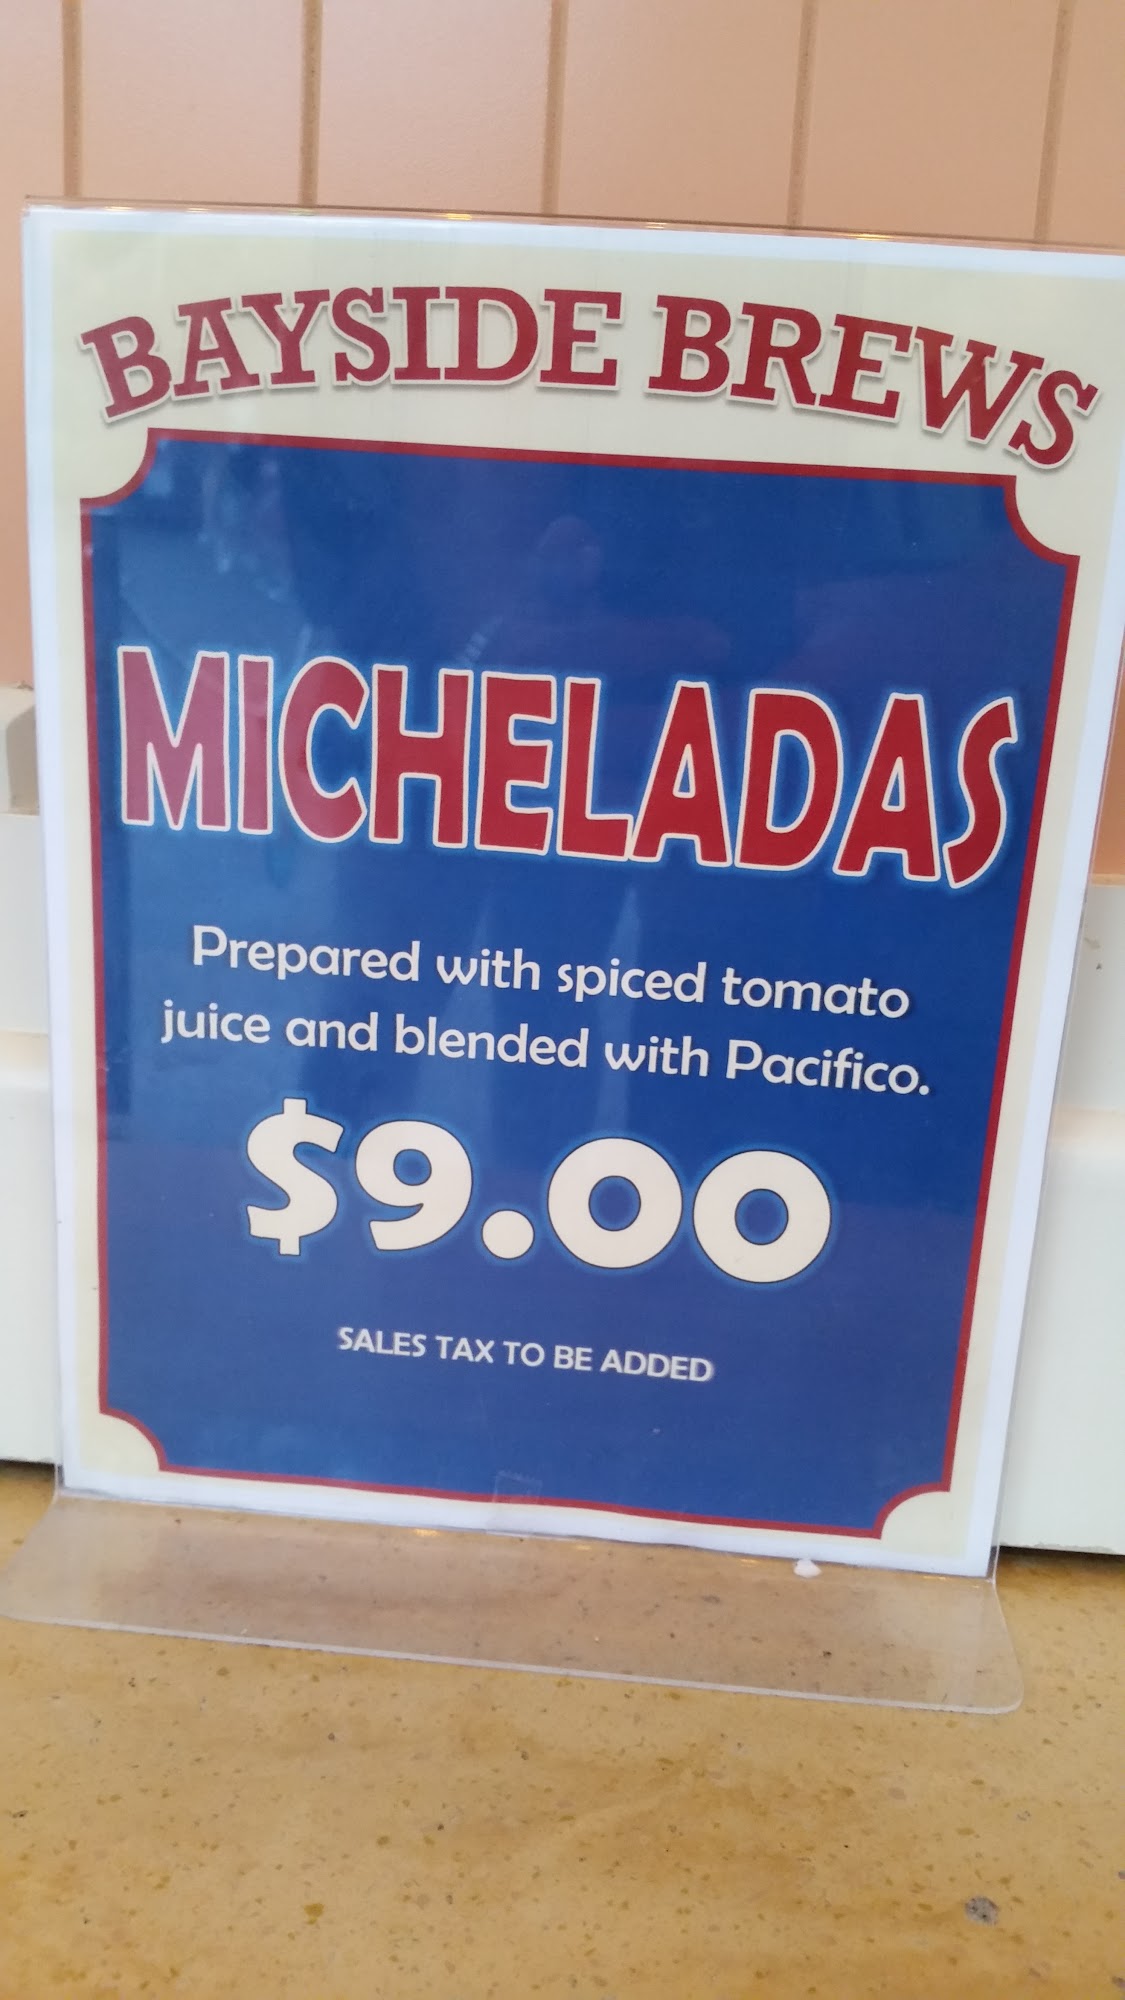 BAYSIDE BREWS
MICHELADAS
Prepared with spiced tomato
juice and blended with Pacifico.
$9.00
SALES TAX TO BE ADDED